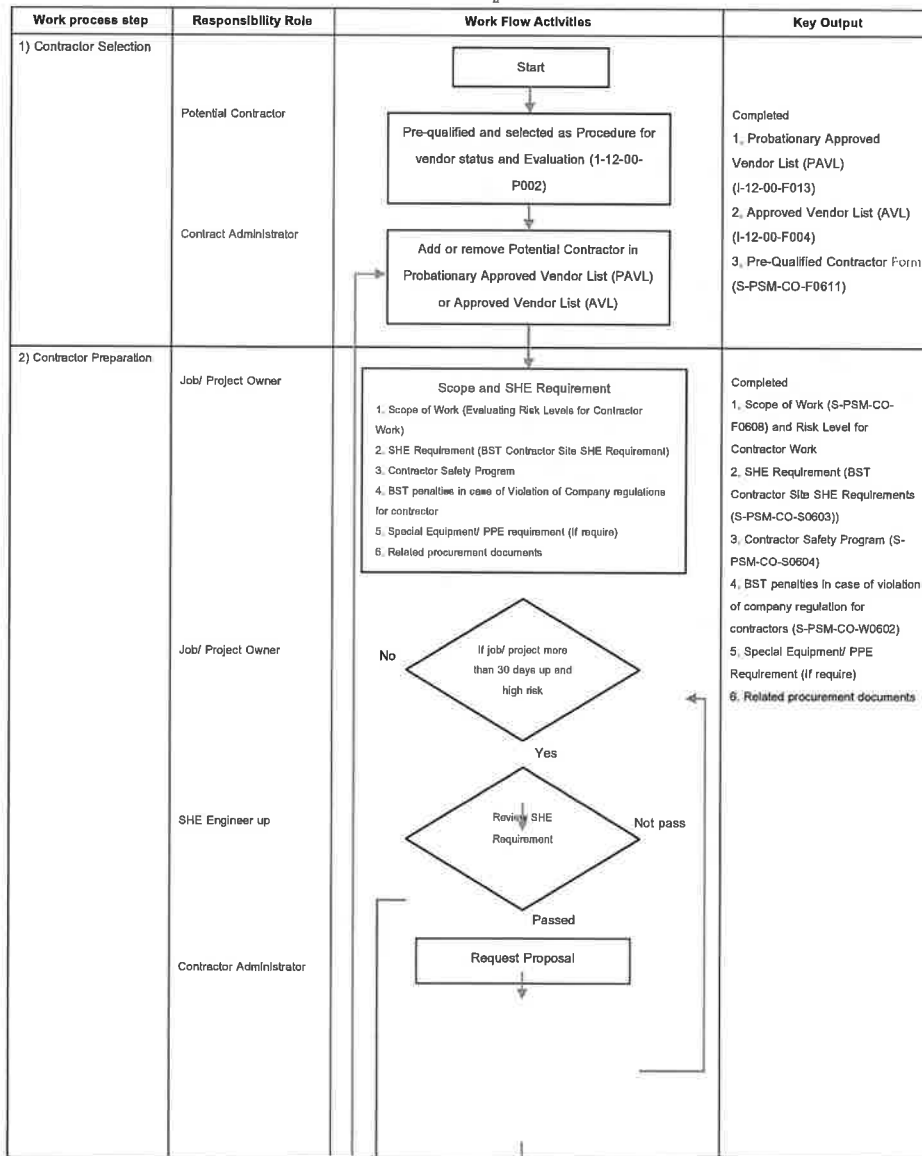 Work process step
Responsibility Role
Work Flow Activities
Key Output
1) Contractor Selection
Start
Potential Contractor
Pre-qualified and selected as Procedure for
vendor status and Evaluation (1-12-00-
P002)
Completed
1. Probationary Approved
Vendor List (PAVL)
(I-12-00-F013)
2. Approved Vendor List (AVL)
(I-12-00-F004)
3. Pre-Qualified Contractor Form
(S-PSM-CO-F0611)
Contract Administrator
Add or remove Potential Contractor in
Probationary Approved Vendor List (PAVL)
or Approved Vendor List (AVL)
2) Contractor Preparation
Job/ Project Owner
Scope and SHE Requirement
1. Scope of Work (Evaluating Risk Levels for Contractor
Work)
2. SHE Requirement (BST Contractor Site SHE Requirement)
3. Contractor Safety Program
4. BST penalties in case of Violation of Company regulations
for contractor
5. Special Equipment/ PPE requirement (If require)
6. Related procurement documents
Completed
1. Scope of Work (S-PSM-CO-
F0608) and Risk Level for
Contractor Work
2. SHE Requirement (BST
Contractor Site SHE Requirements
(S-PSM-CO-S0603))
3. Contractor Safety Program (S-
PSM-CO-S0604)
4. BST penalties in case of violation
of company regulation for
contractors (S-PSM-CO-W0602)
5. Special Equipment/ PPE
Requirement (If require)
6. Related procurement documents
Job/ Project Owner
No
If job/ project more
than 30 days up and
high risk
Yes
SHE Engineer up
Review SHE
Requirement
Not pass
Passed
Contractor Administrator
Request Proposal